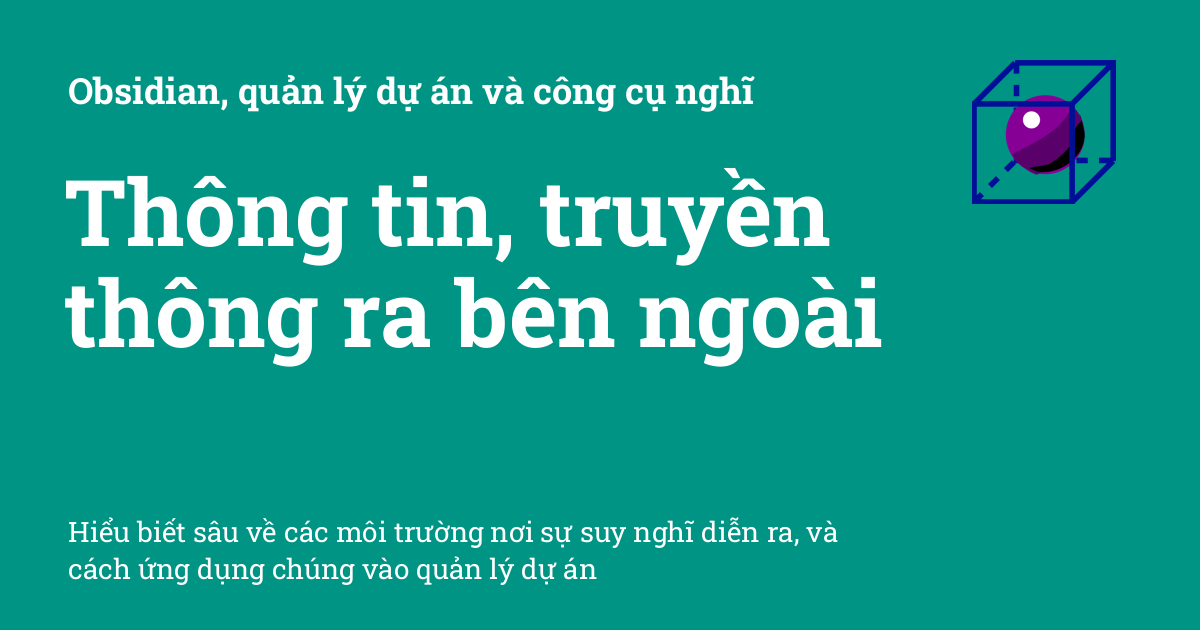 Obsidian, quản lý dự án và công cụ nghĩ
Thông tin, truyền
thông ra bên ngoài
Hiểu biết sâu về các môi trường nơi sự suy nghĩ diễn ra, và
cách ứng dụng chúng vào quản lý dự án